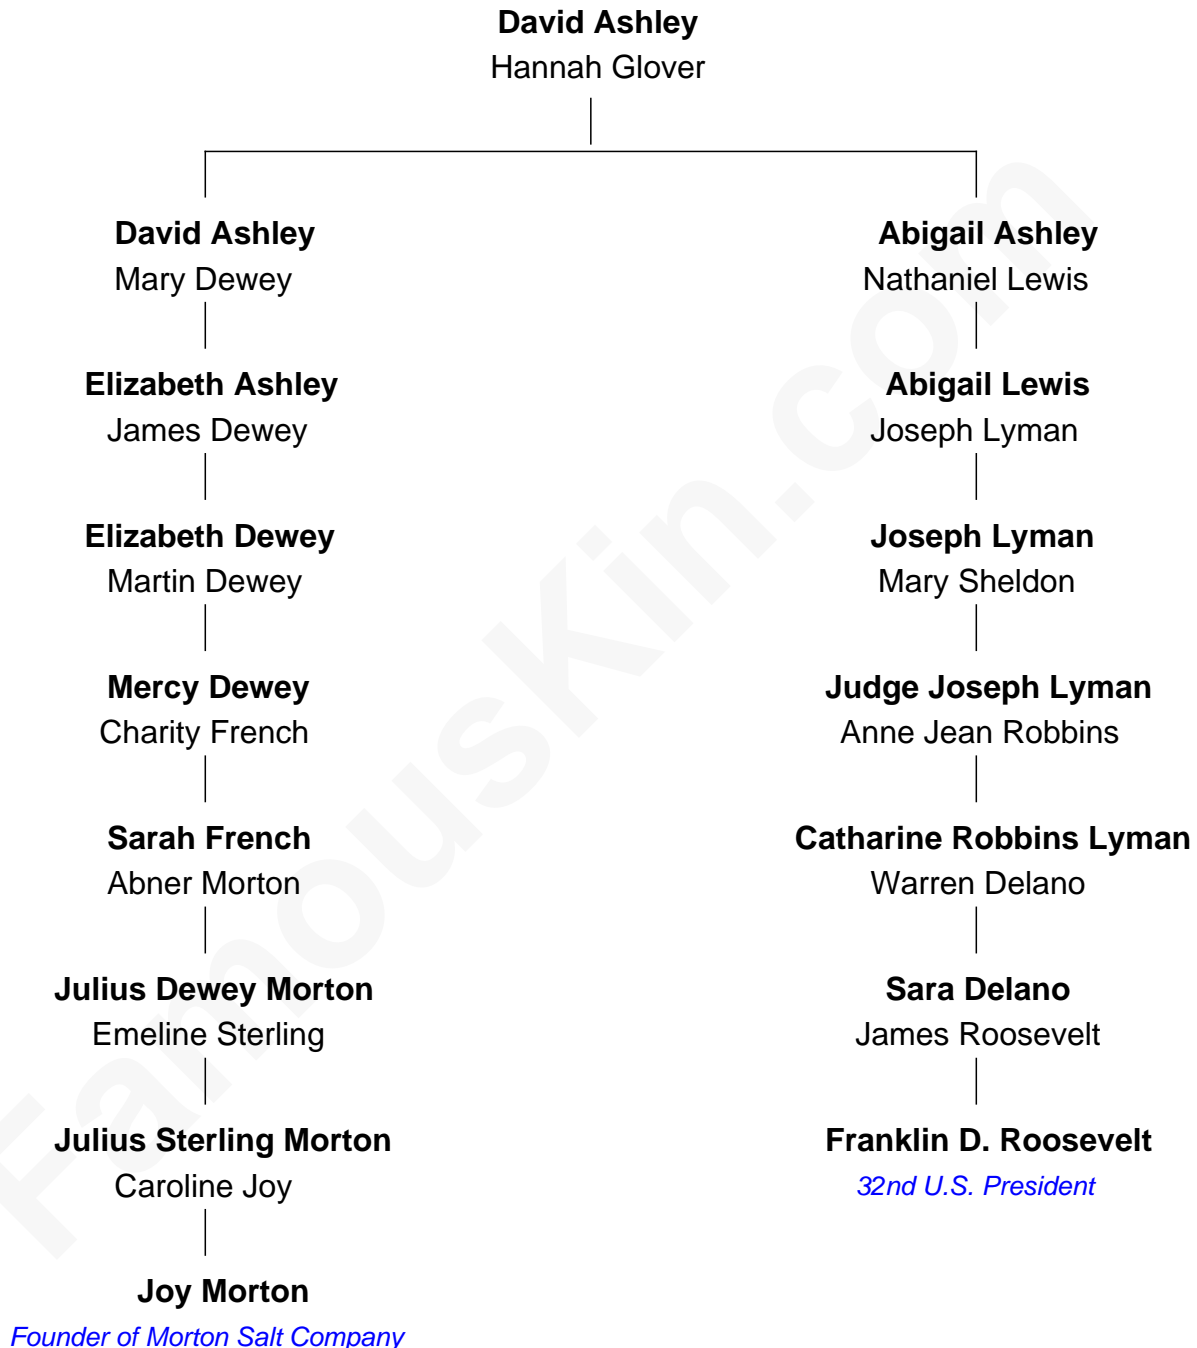 David Ashley
Hannah Glover
David Ashley
Mary Dewey
Abigail Ashley
Nathaniel Lewis
Elizabeth Ashley
James Dewey
Abigail Lewis
Joseph Lyman
Elizabeth Dewey
Martin Dewey
Joseph Lyman
Mary Sheldon
Mercy Dewey
Charity French
Judge Joseph Lyman
Anne Jean Robbins
Sarah French
Abner Morton
Catharine Robbins Lyman
Warren Delano
Julius Dewey Morton
Emeline Sterling
Sara Delano
James Roosevelt
Julius Sterling Morton
Caroline Joy
Franklin D. Roosevelt
32nd U.S. President
Joy Morton
Founder of Morton Salt Company
FamousKin.com